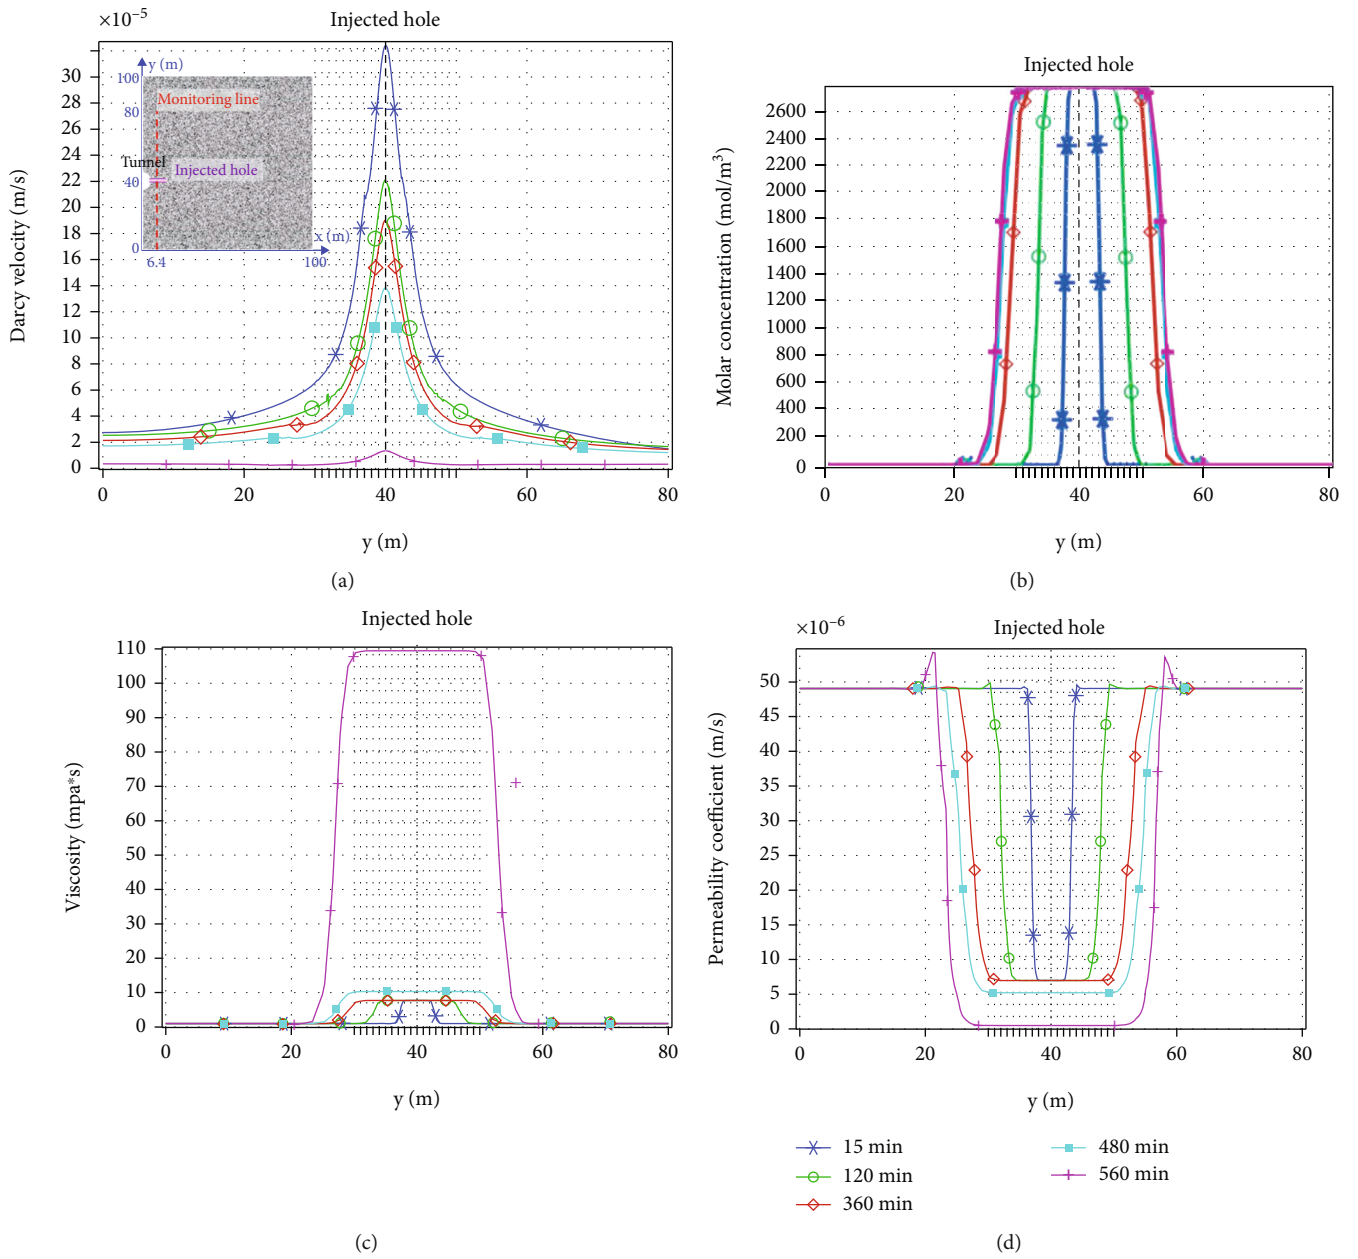 ×10⁻⁵
Injected hole
30
28
26
24
22
20
18
16
14
12
10
8
6
4
2
0
Darcy velocity (m/s)
y (m)
100
80
40
0
Monitoring line
Tunnel
Injected hole
x (m)
6.4
100
0 20 40 60 80
y (m)
(a)
Injected hole
2600
2400
2200
2000
1800
1600
1400
1200
1000
800
600
400
200
0
Molar concentration (mol/m³)
0 20 40 60 80
y (m)
(b)
Injected hole
110
100
90
80
70
60
50
40
30
20
10
0
Viscosity (mpa*s)
0 20 40 60 80
y (m)
(c)
×10⁻⁶
Injected hole
50
45
40
35
30
25
20
15
10
5
0
Permeability coefficient (m/s)
0 20 40 60 80
y (m)
15 min
120 min
360 min
480 min
560 min
(d)